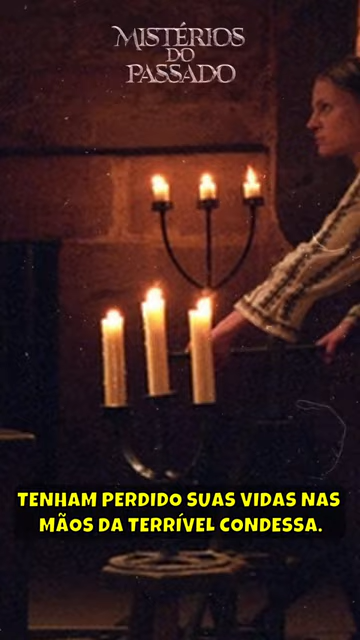 MISTÉRIOS
DO
PASSADO
TENHAM PERDIDO SUAS VIDAS NAS
MÃOS DA TERRÍVEL CONDESSA.